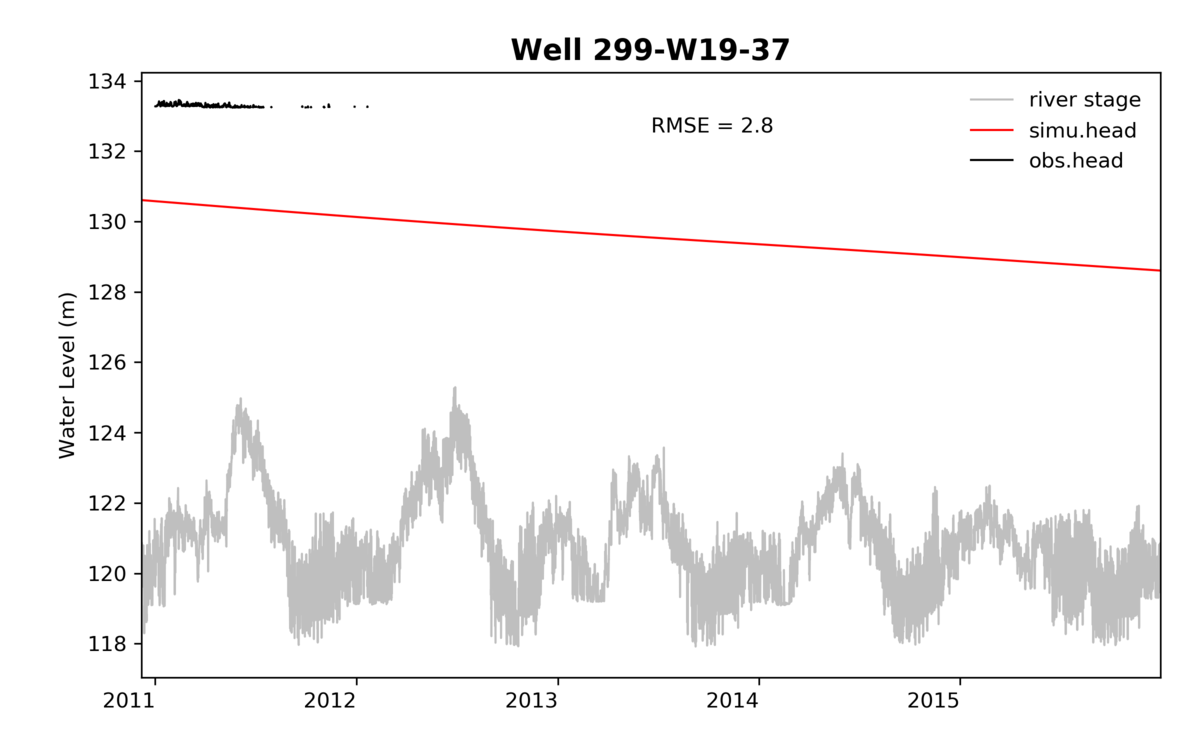 Well 299-W19-37
134
132
130
128
126
124
122
120
118
Water Level (m)
RMSE = 2.8
river stage
simu.head
obs.head
2011 2012 2013 2014 2015